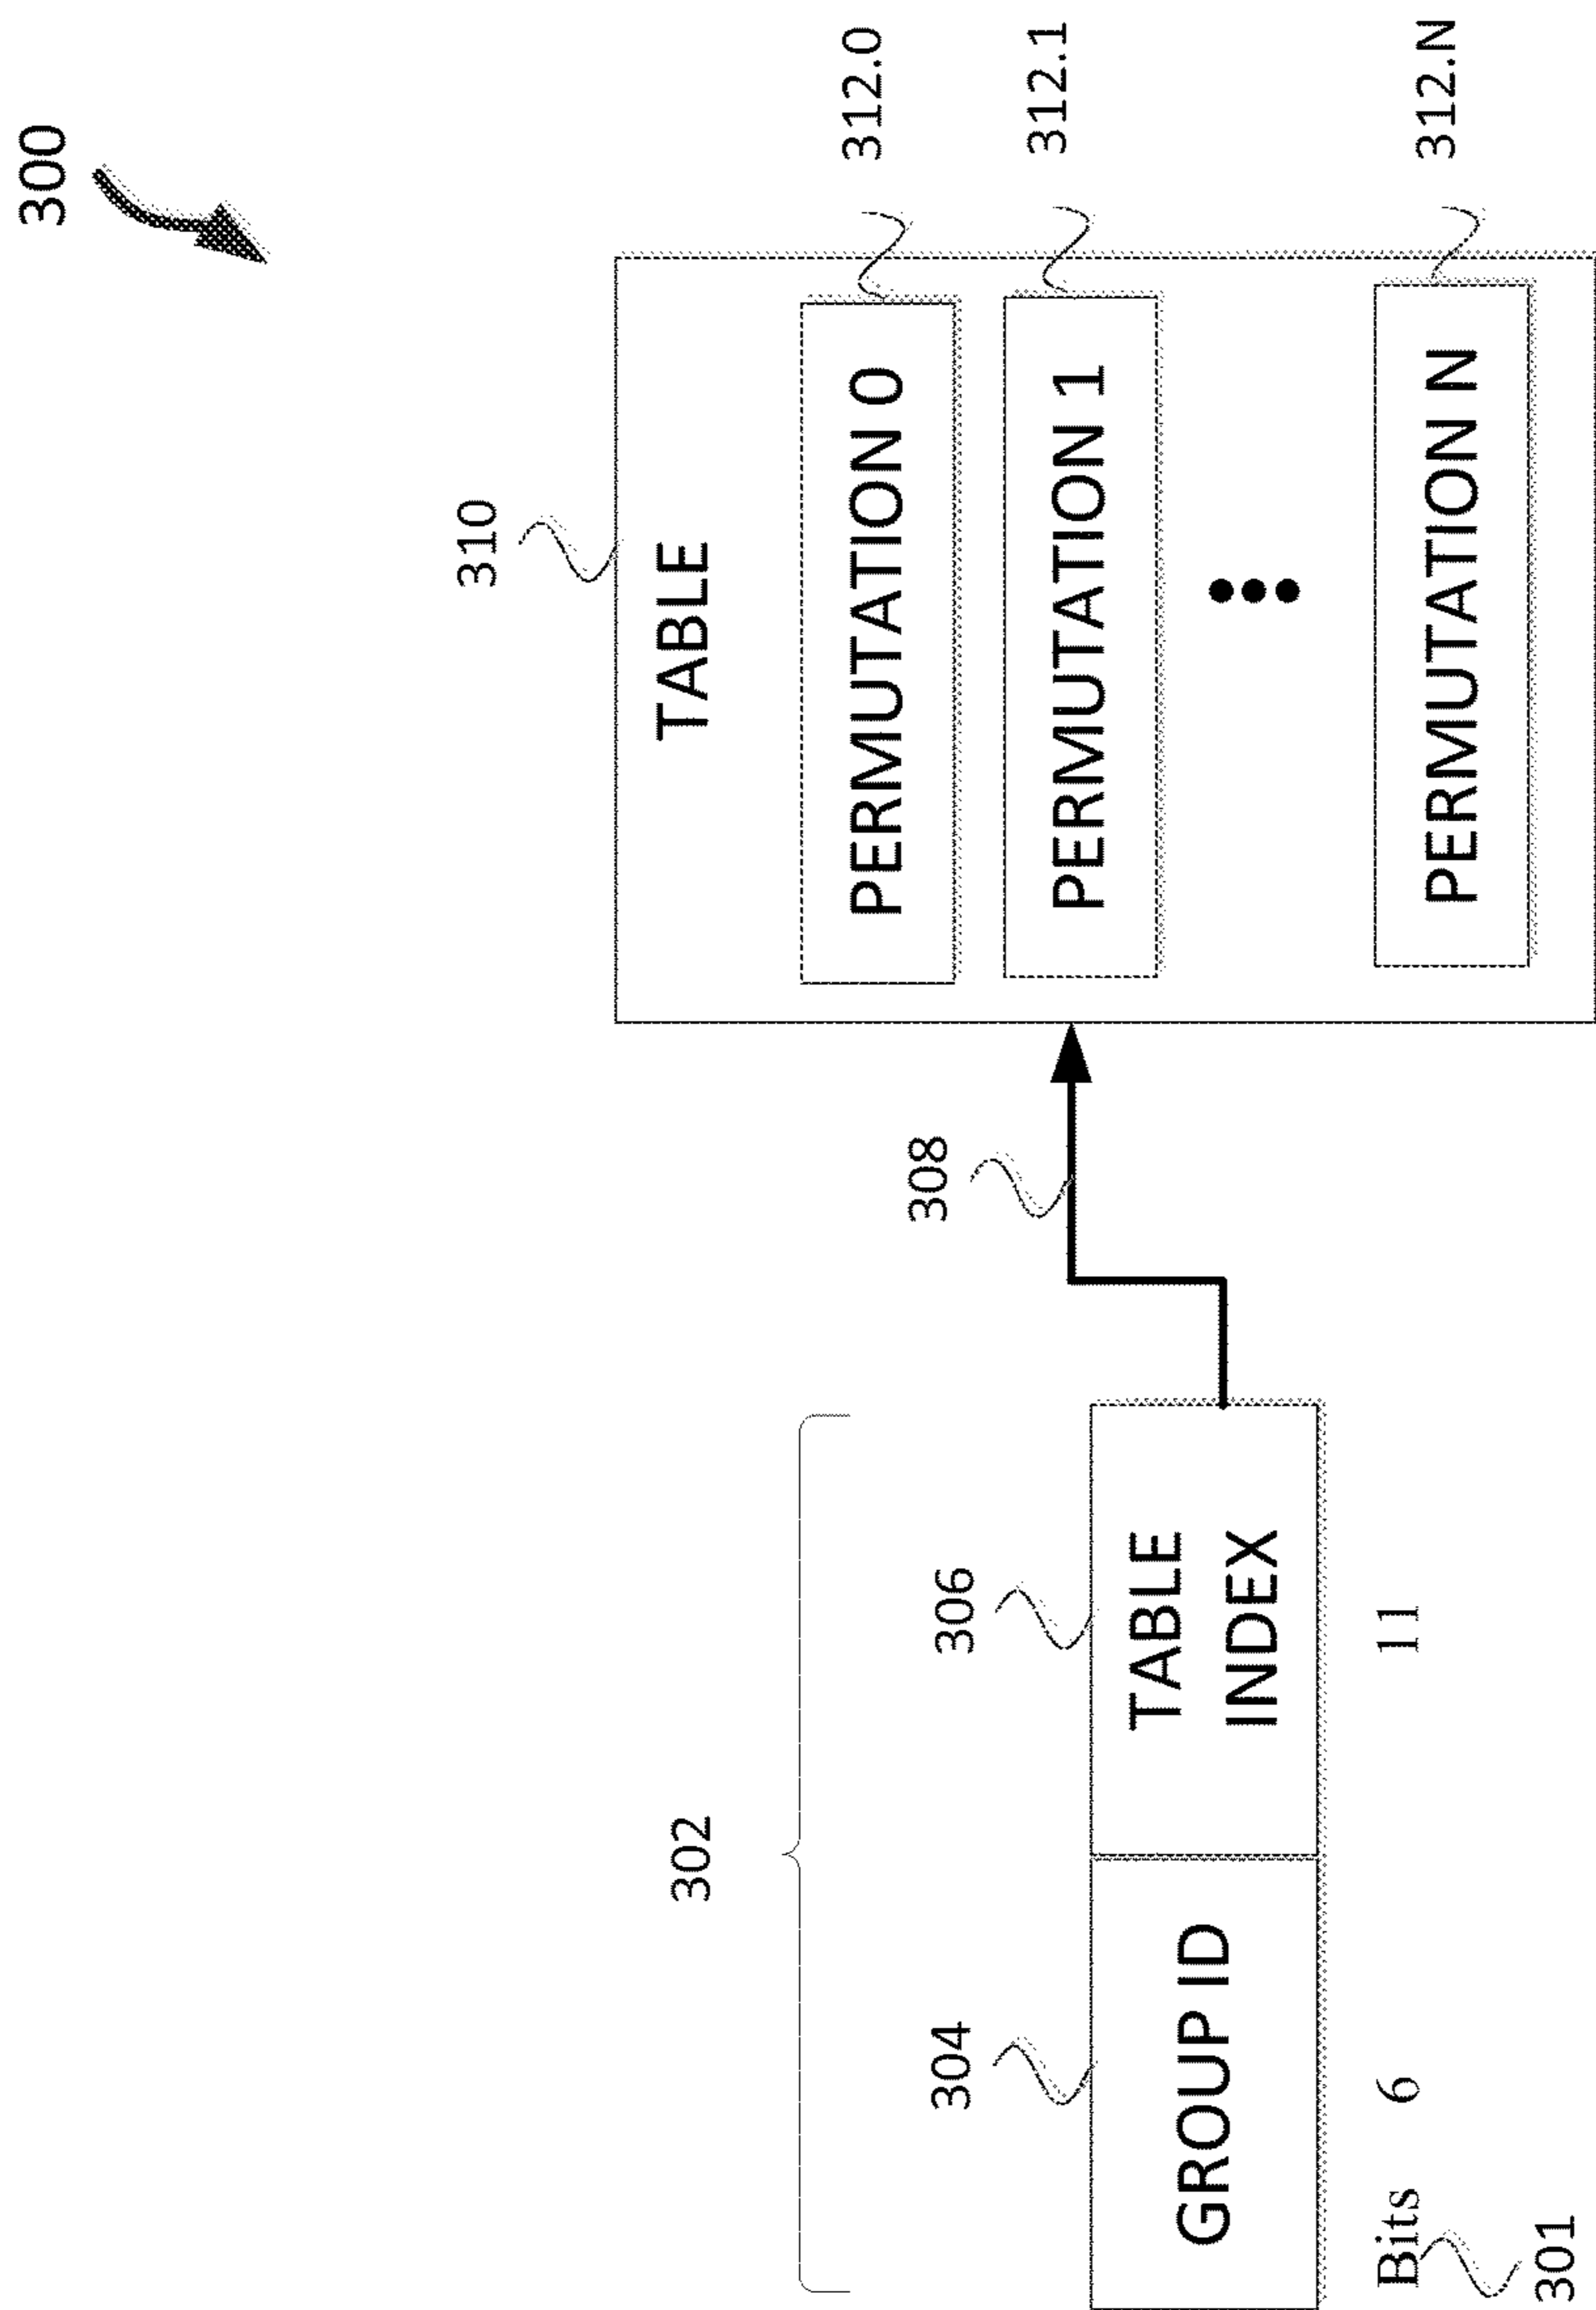 300
310
TABLE
PERMUTATION 0
312.0
PERMUTATION 1
312.1
PERMUTATION N
312.N
308
302
304
306
GROUP ID
TABLE
INDEX
Bits 6 11
301